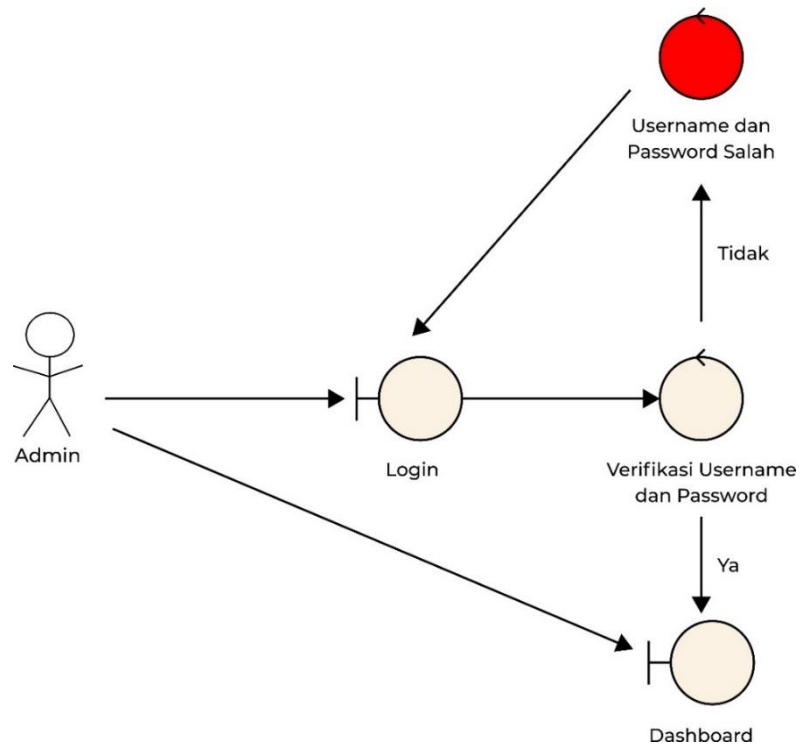 Username dan
Password Salah
Tidak
Admin
Login
Verifikasi Username
dan Password
Ya
Dashboard